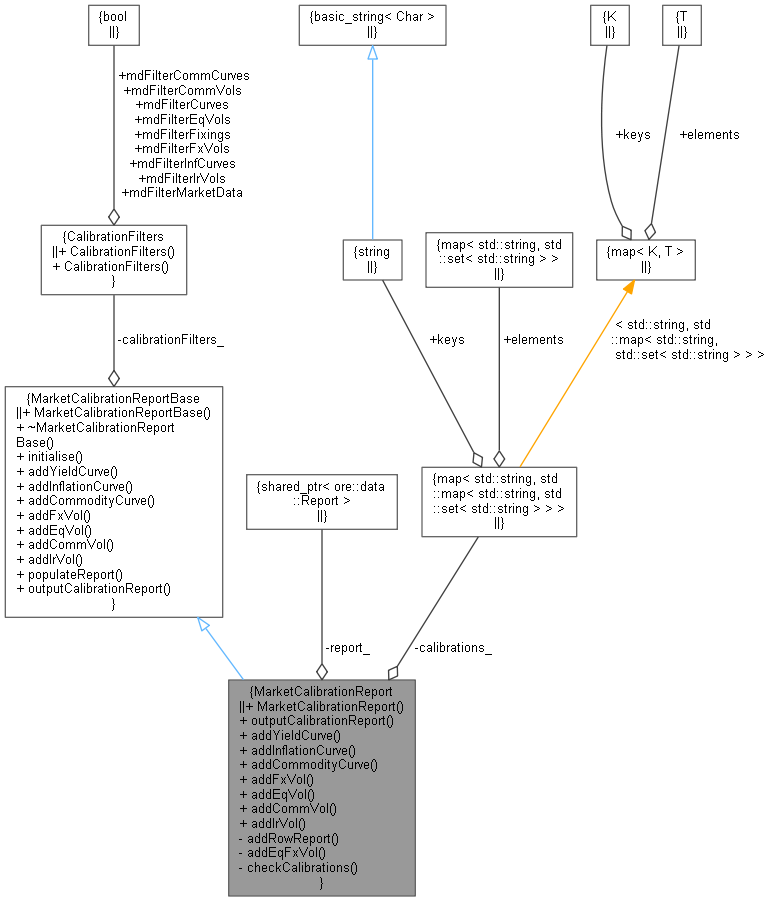 {bool
||}
{basic_string< Char >
||}
{K
||}
{T
||}
+mdFilterCommCurves
+mdFilterCommVols
+mdFilterCurves
+mdFilterEqVols
+mdFilterFixings
+mdFilterFxVols
+mdFilterInfCurves
+mdFilterIrVols
+mdFilterMarketData
+keys
+elements
{CalibrationFilters
||+ CalibrationFilters()
+ CalibrationFilters()
}
{string
||}
{map< std::string, std
::set< std::string > >
||}
{map< K, T >
||}
-calibrationFilters_
+keys
+elements
< std::string, std
::map< std::string,
std::set< std::string > > >
{MarketCalibrationReportBase
||+ MarketCalibrationReportBase()
+ ~MarketCalibrationReport
Base()
+ initialise()
+ addYieldCurve()
+ addInflationCurve()
+ addCommodityCurve()
+ addFxVol()
+ addEqVol()
+ addCommVol()
+ addIrVol()
+ populateReport()
+ outputCalibrationReport()
}
{shared_ptr< ore::data
::Report >
||}
{map< std::string, std
::map< std::string, std
::set< std::string > > >
||}
-report_
-calibrations_
{MarketCalibrationReport
||+ MarketCalibrationReport()
+ outputCalibrationReport()
+ addYieldCurve()
+ addInflationCurve()
+ addCommodityCurve()
+ addFxVol()
+ addEqVol()
+ addCommVol()
+ addIrVol()
- addRowReport()
- addEqFxVol()
- checkCalibrations()
}